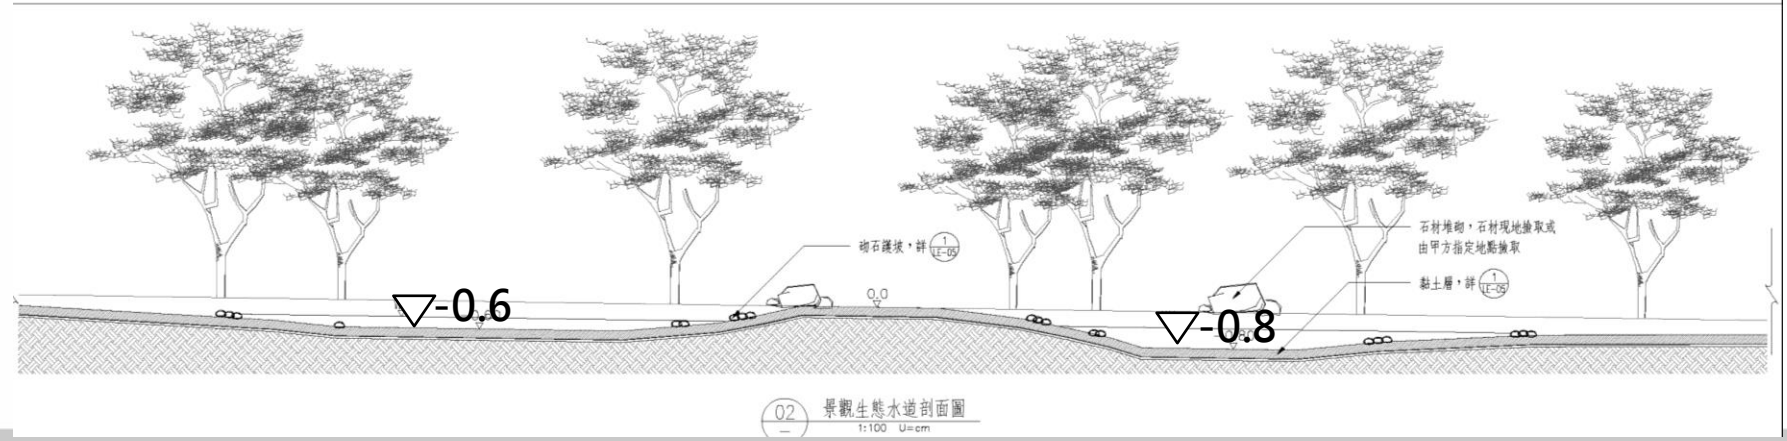 砌石護坡，詳 1
LE-05
石材堆砌，石材現地撿取或
由甲方指定地點撿取
0.0
黏土層，詳 1
LE-05
-0.6
-0.8
02 景觀生態水道剖面圖
1:100 U=cm